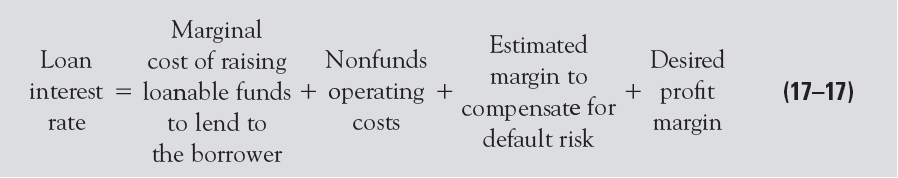 Loan interest rate = Marginal cost of raising loanable funds to lend to the borrower + Nonfunds operating costs + Estimated margin to compensate for default risk + Desired profit margin (17–17)